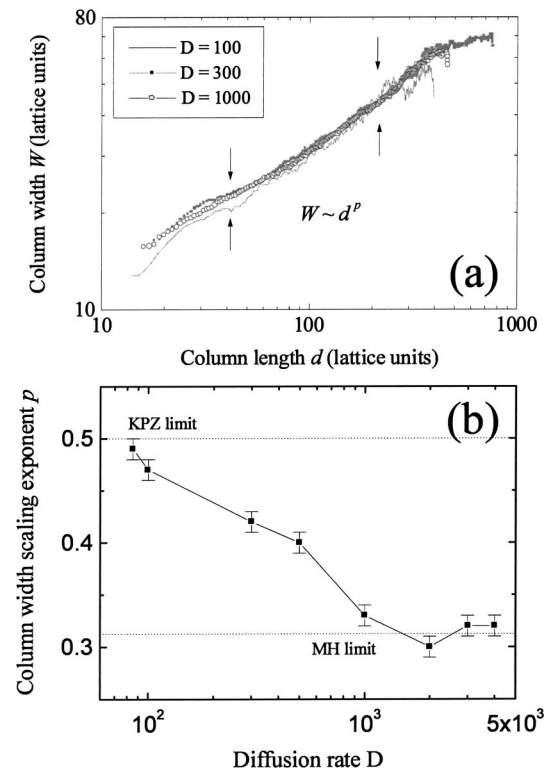 80
D = 100
D = 300
D = 1000
Column width W (lattice units)
W ~ d^p
(a)
10
10
100
1000
Column length d (lattice units)
(b)
KPZ limit
0.5
0.4
0.3
Column width scaling exponent p
MH limit
10^2
10^3
5x10^3
Diffusion rate D